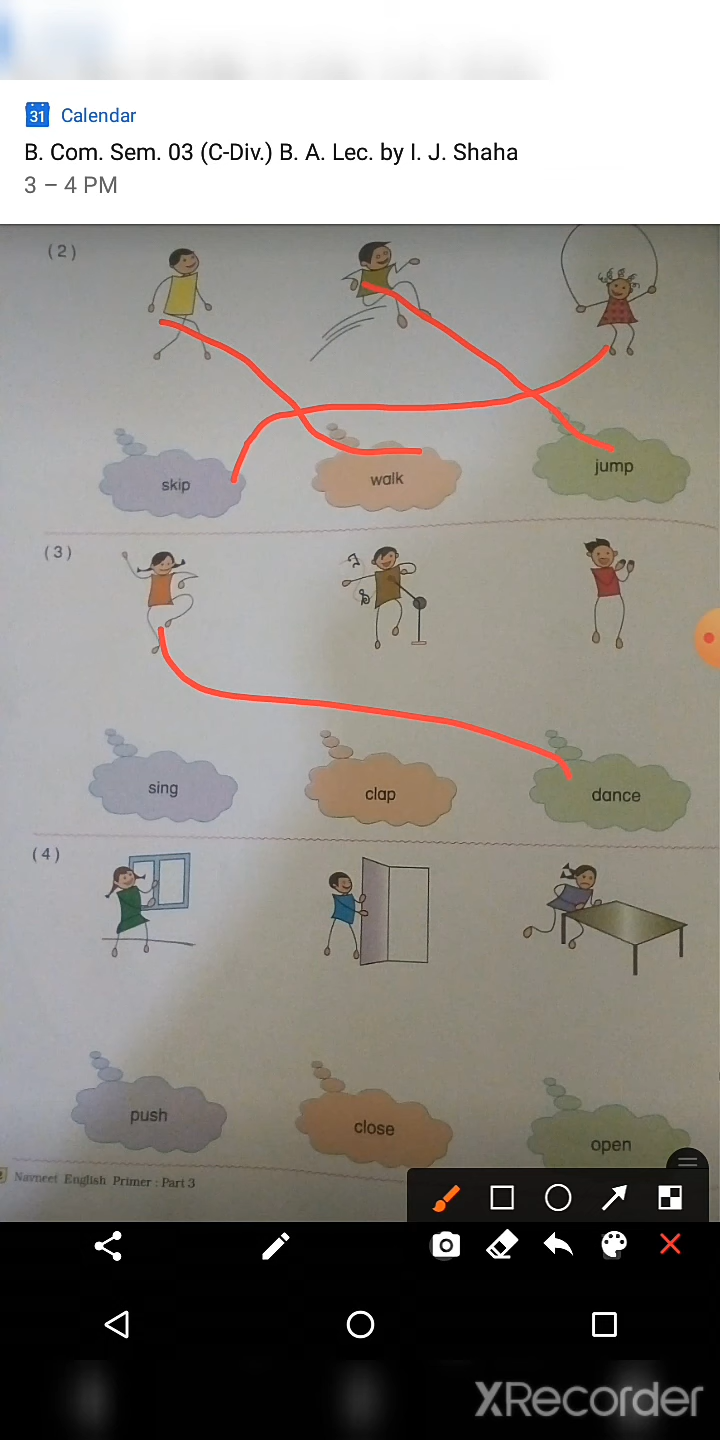 31 Calendar
B. Com. Sem. 03 (C-Div.) B. A. Lec. by I. J. Shaha
3 – 4 PM
(2)
skip
walk
jump
(3)
sing
clap
dance
(4)
push
close
open
Navneet English Primer : Part 3
XRecorder